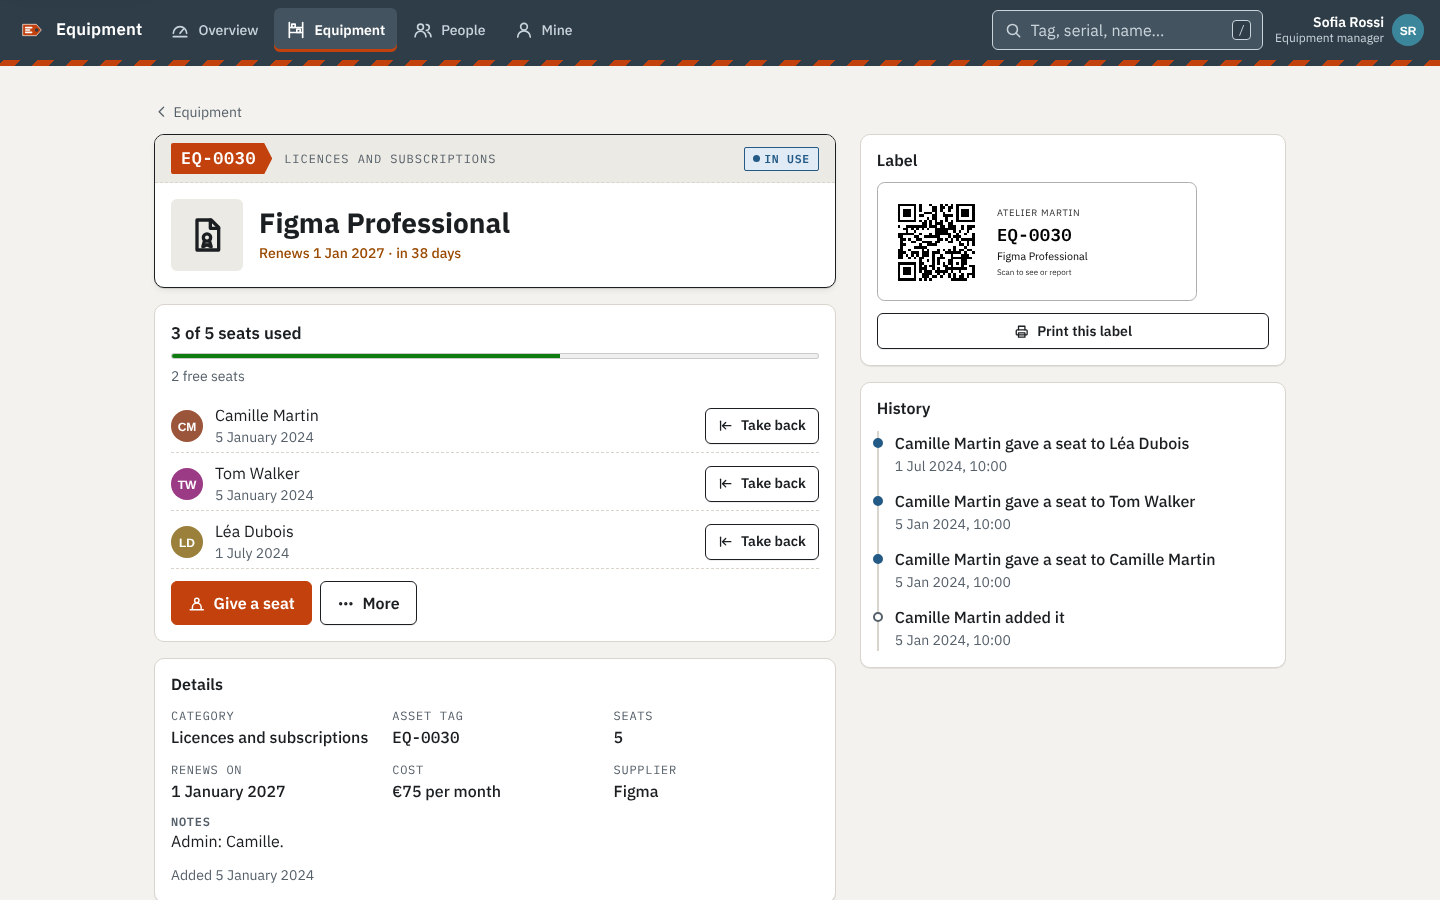 Equipment
Overview
Equipment
People
Mine
Tag, serial, name...
/
Sofia Rossi
Equipment manager
SR
Equipment
EQ-0030
LICENCES AND SUBSCRIPTIONS
IN USE
Figma Professional
Renews 1 Jan 2027 · in 38 days
3 of 5 seats used
2 free seats
CM
Camille Martin
5 January 2024
Take back
TW
Tom Walker
5 January 2024
Take back
LD
Léa Dubois
1 July 2024
Take back
Give a seat
More
Details
CATEGORY
Licences and subscriptions
ASSET TAG
EQ-0030
SEATS
5
RENEWS ON
1 January 2027
COST
€75 per month
SUPPLIER
Figma
NOTES
Admin: Camille.
Added 5 January 2024
Label
ATELIER MARTIN
EQ-0030
Figma Professional
Scan to see or report
Print this label
History
Camille Martin gave a seat to Léa Dubois
1 Jul 2024, 10:00
Camille Martin gave a seat to Tom Walker
5 Jan 2024, 10:00
Camille Martin gave a seat to Camille Martin
5 Jan 2024, 10:00
Camille Martin added it
5 Jan 2024, 10:00